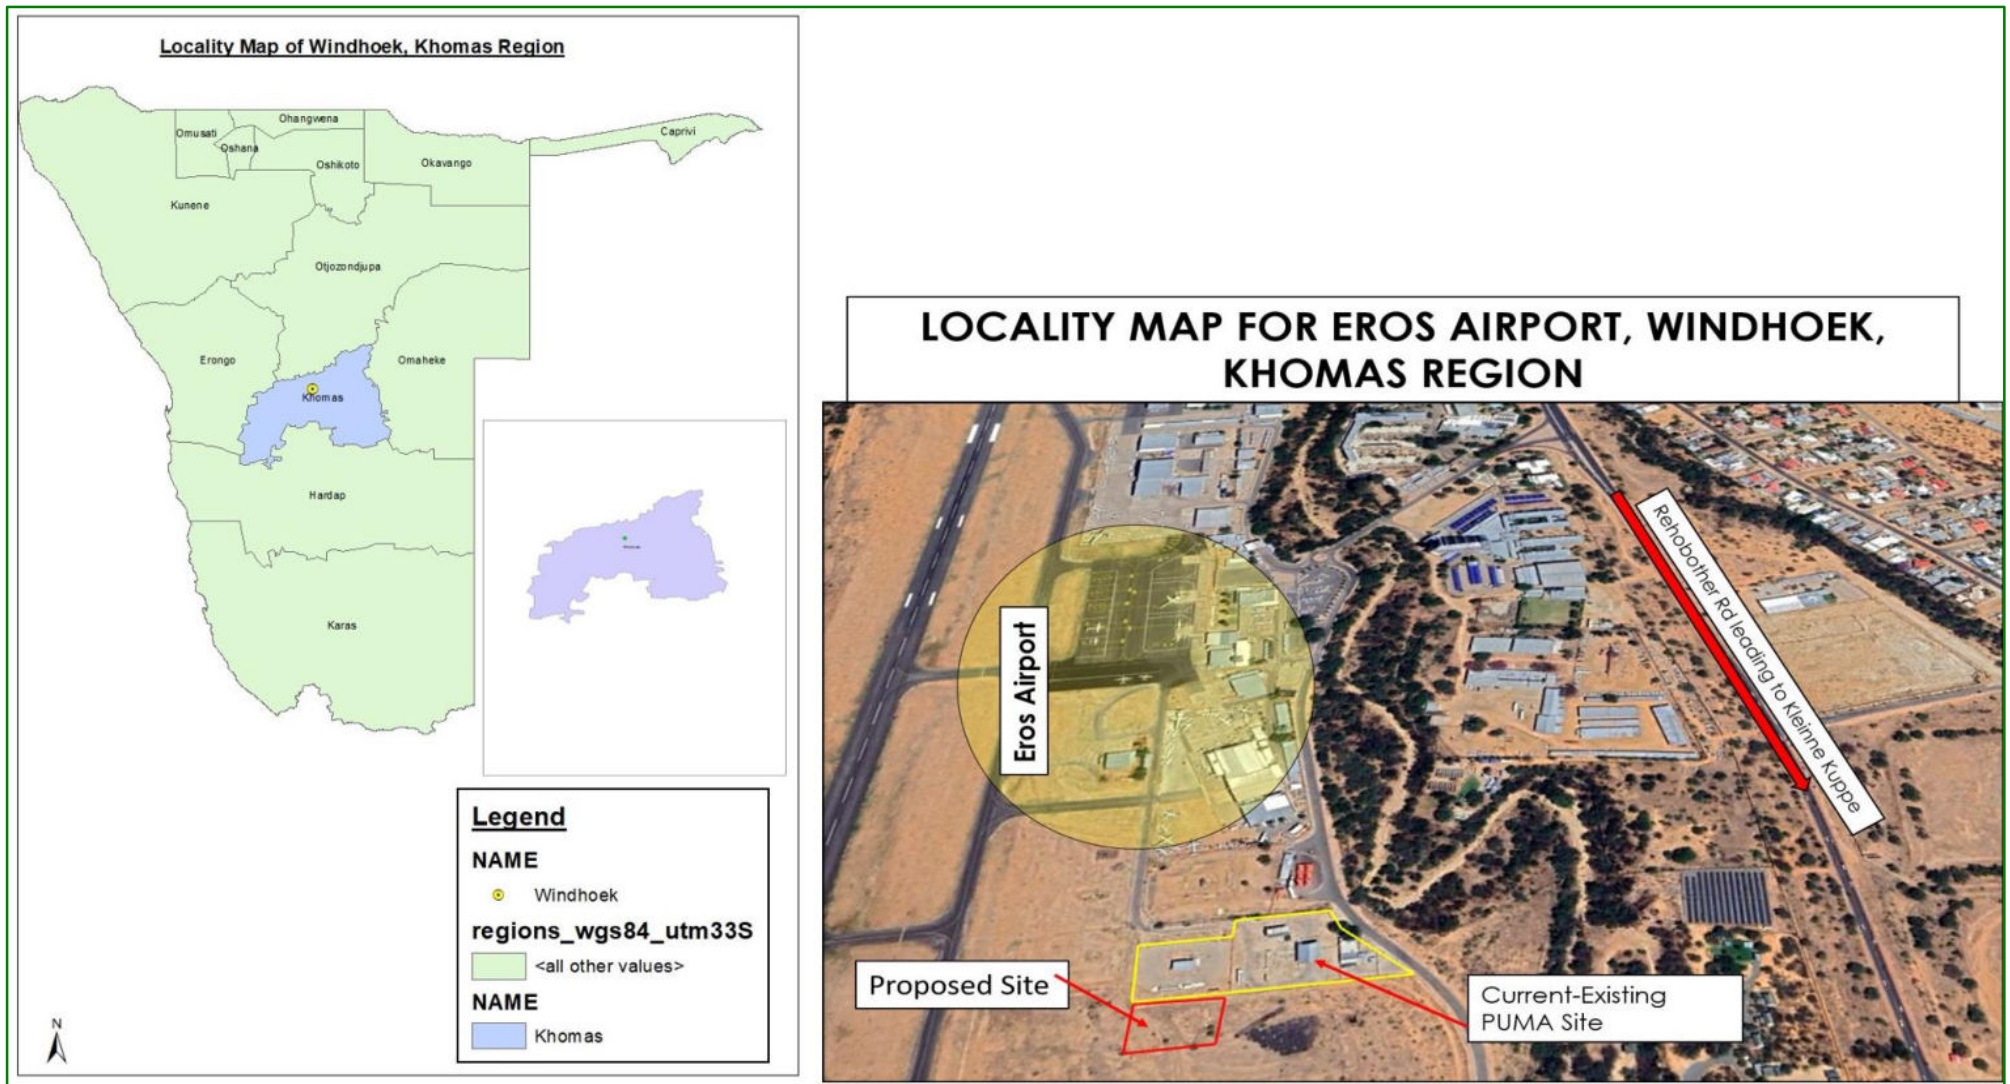 Locality Map of Windhoek, Khomas Region
Ohangwena
Omusati
Oshana
Caprivi
Oshikoto
Okavango
Kunene
Otjozondjupa
Erongo
Omaheke
Khomas
Hardap
Karas
Legend
NAME
Windhoek
regions_wgs84_utm33S
<all other values>
NAME
Khomas
N
LOCALITY MAP FOR EROS AIRPORT, WINDHOEK,
KHOMAS REGION
Rehobother Rd leading to Kleinne Kuppe
Eros Airport
Proposed Site
Current-Existing
PUMA Site